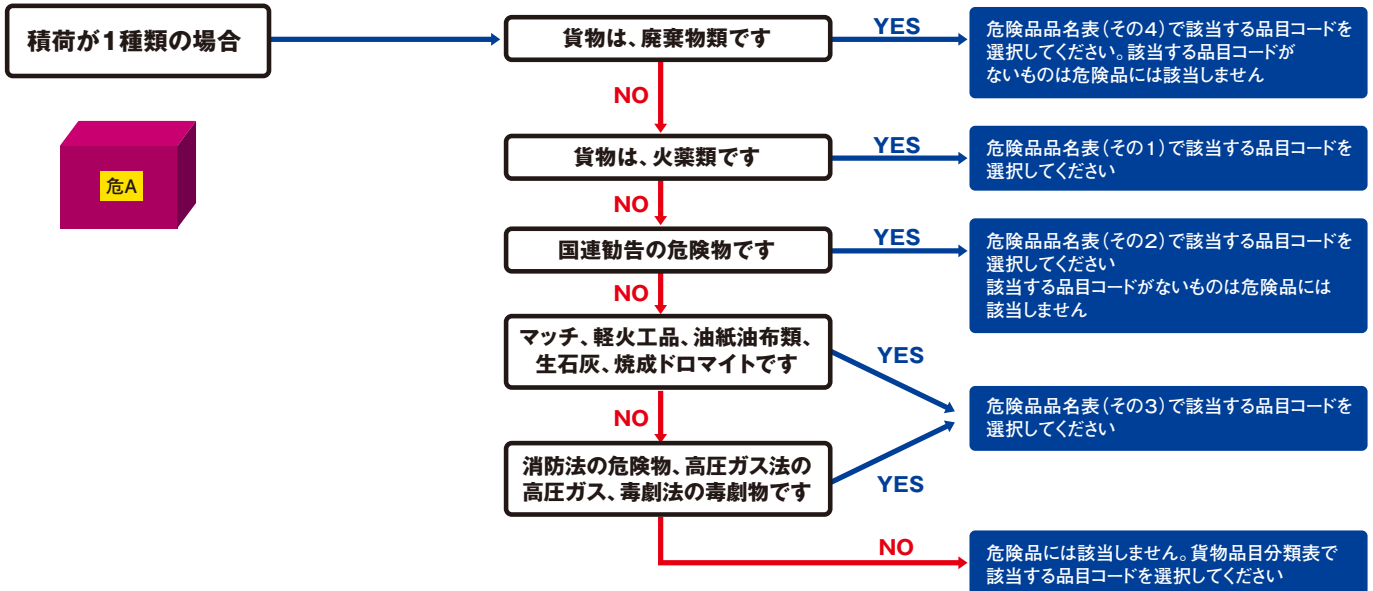 積荷が1種類の場合
貨物は、廃棄物類です
YES
危険品品名表(その4)で該当する品目コードを
選択してください。該当する品目コードが
ないものは危険品には該当しません
NO
危A
貨物は、火薬類です
YES
危険品品名表(その1)で該当する品目コードを
選択してください
NO
国連勧告の危険物です
YES
危険品品名表(その2)で該当する品目コードを
選択してください
該当する品目コードがないものは危険品には
該当しません
NO
マッチ、軽火工品、油紙油布類、
生石灰、焼成ドロマイトです
YES
NO
危険品品名表(その3)で該当する品目コードを
選択してください
消防法の危険物、高圧ガス法の
高圧ガス、毒劇法の毒劇物です
YES
NO
危険品には該当しません。貨物品目分類表で
該当する品目コードを選択してください